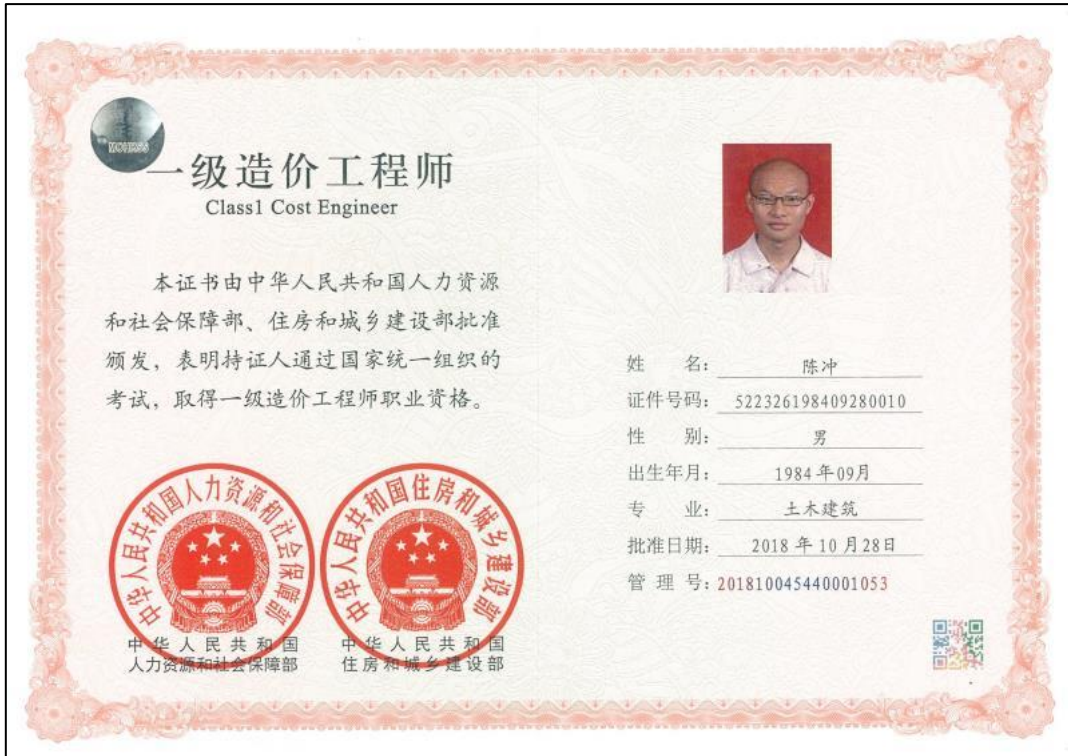 MOHRSS
一级造价工程师
Class1 Cost Engineer
本证书由中华人民共和国人力资源
和社会保障部、住房和城乡建设部批准
颁发，表明持证人通过国家统一组织的
考试，取得一级造价工程师职业资格。
中华人民共和国人力资源和社会保障部
中华人民共和国
人力资源和社会保障部
中华人民共和国住房和城乡建设部
中华人民共和国
住房和城乡建设部
姓 名：陈冲
证件号码：522326198409280010
性 别：男
出生年月：1984年09月
专 业：土木建筑
批准日期：2018年10月28日
管 理 号：201810045440001053